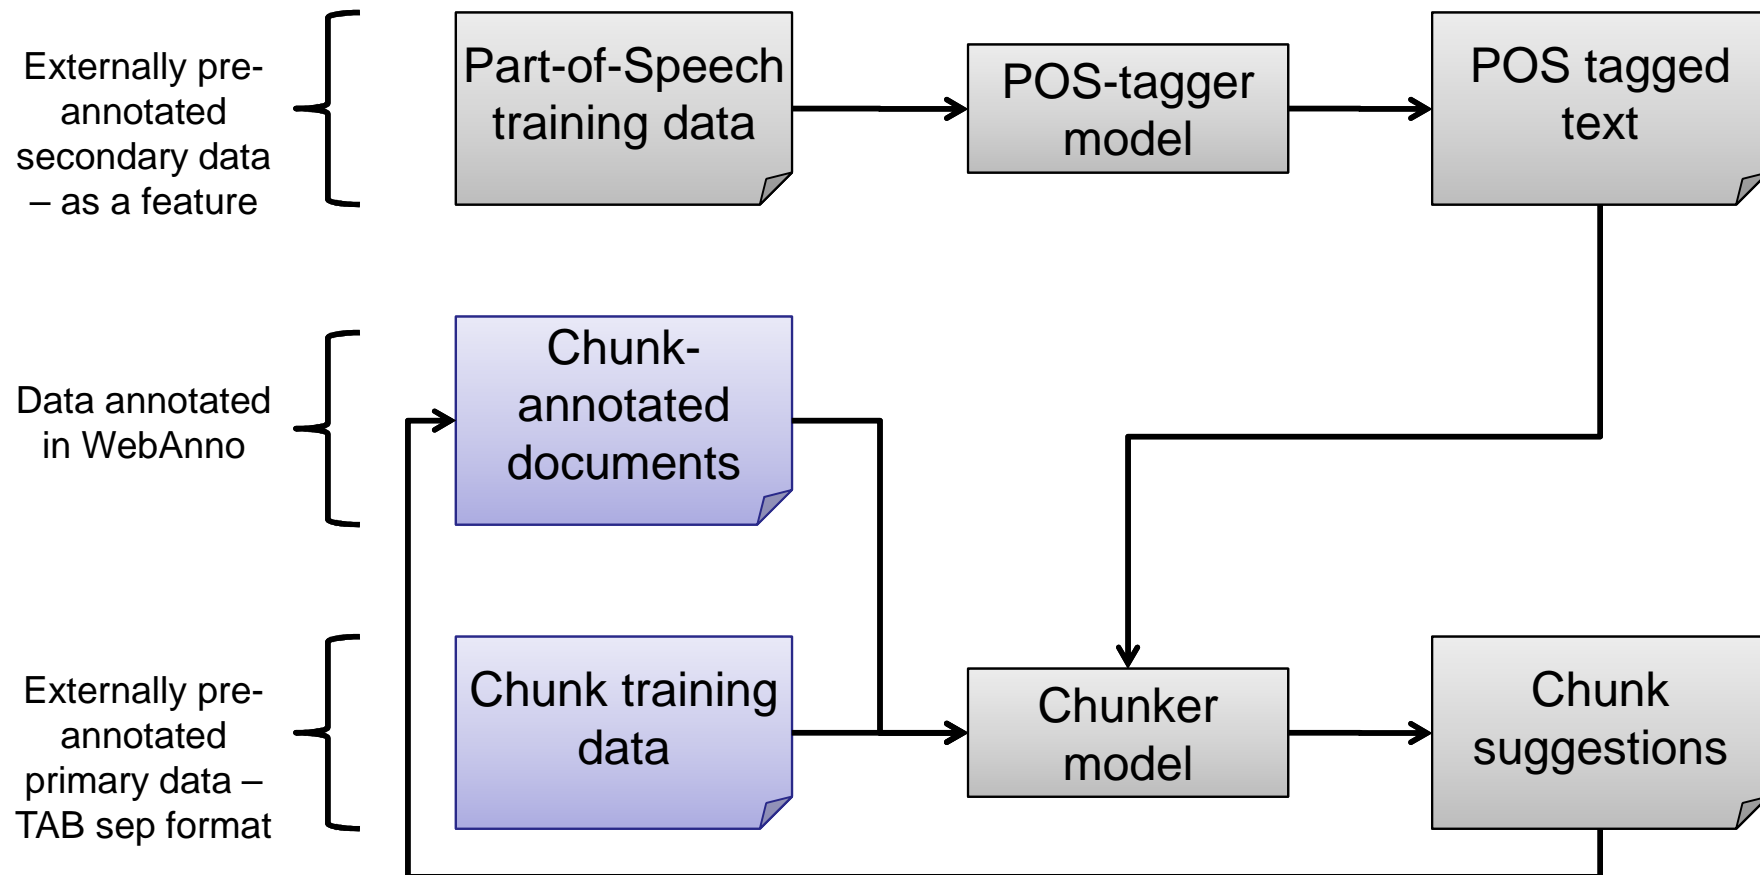 Externally pre-
annotated
secondary data
– as a feature
Part-of-Speech
training data
POS-tagger
model
POS tagged
text
Data annotated
in WebAnno
Chunk-
annotated
documents
Externally pre-
annotated
primary data –
TAB sep format
Chunk training
data
Chunker
model
Chunk
suggestions